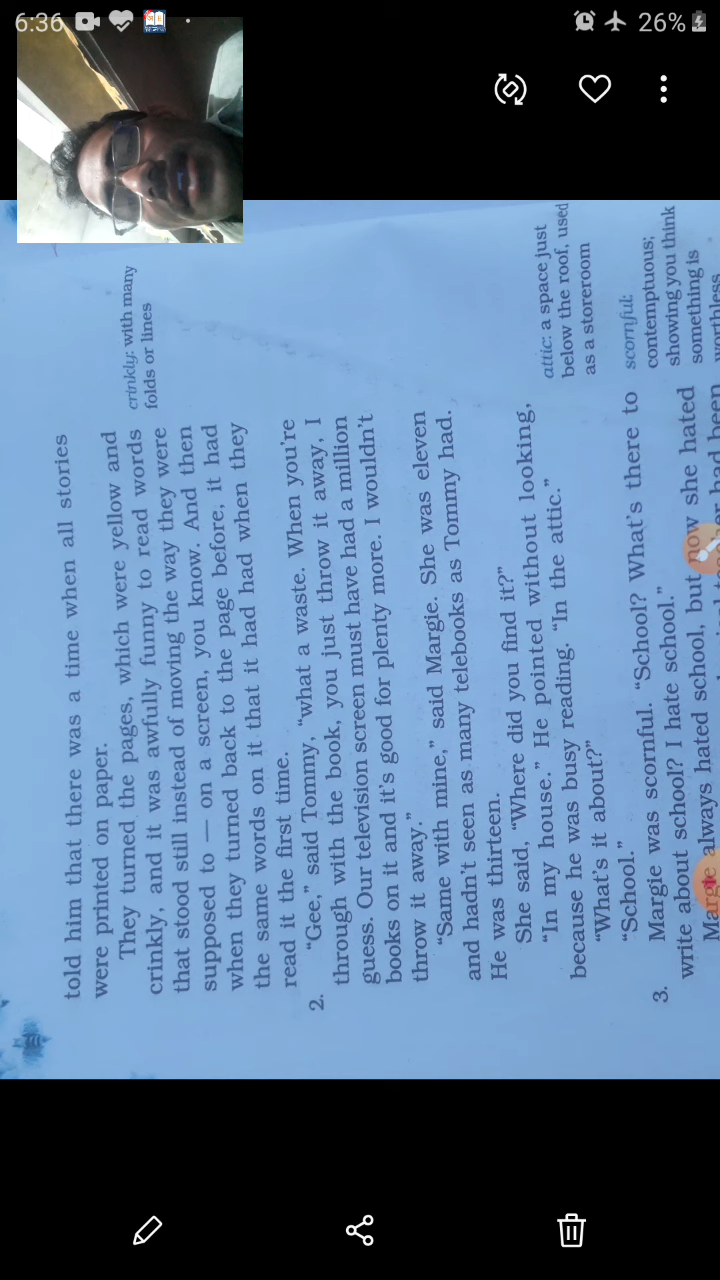 6:36
26%
told him that there was a time when all stories
were printed on paper.
They turned the pages, which were yellow and
crinkly, and it was awfully funny to read words
that stood still instead of moving the way they were
supposed to — on a screen, you know. And then
when they turned back to the page before, it had
the same words on it that it had had when they
read it the first time.
crinkly: with many
folds or lines
2.
"Gee," said Tommy, "what a waste. When you're
through with the book, you just throw it away, I
guess. Our television screen must have had a million
books on it and it's good for plenty more. I wouldn't
throw it away."
"Same with mine," said Margie. She was eleven
and hadn't seen as many telebooks as Tommy had.
He was thirteen.
She said, "Where did you find it?"
"In my house." He pointed without looking,
because he was busy reading. "In the attic."
"What's it about?"
"School."
attic: a space just
below the roof, used
as a storeroom
3.
Margie was scornful. "School? What's there to
write about school? I hate school."
Margie always hated school, but now she hated
had been
scornful:
contemptuous;
showing you think
something is
worthless